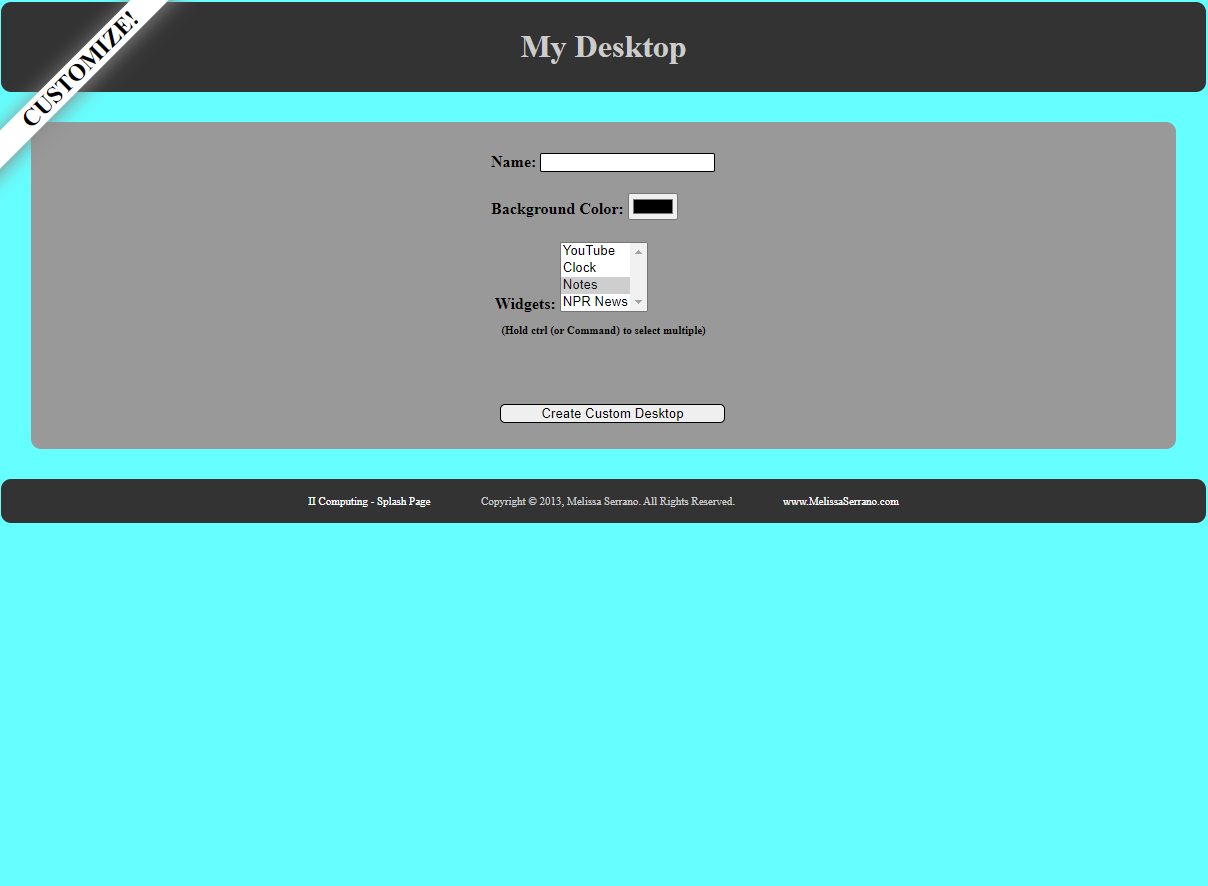 CUSTOMIZE!
My Desktop
Name:
Background Color:
YouTube
Clock
Notes
Widgets: NPR News
(Hold ctrl (or Command) to select multiple)
Create Custom Desktop
II Computing - Splash Page Copyright © 2013, Melissa Serrano. All Rights Reserved. www.MelissaSerrano.com